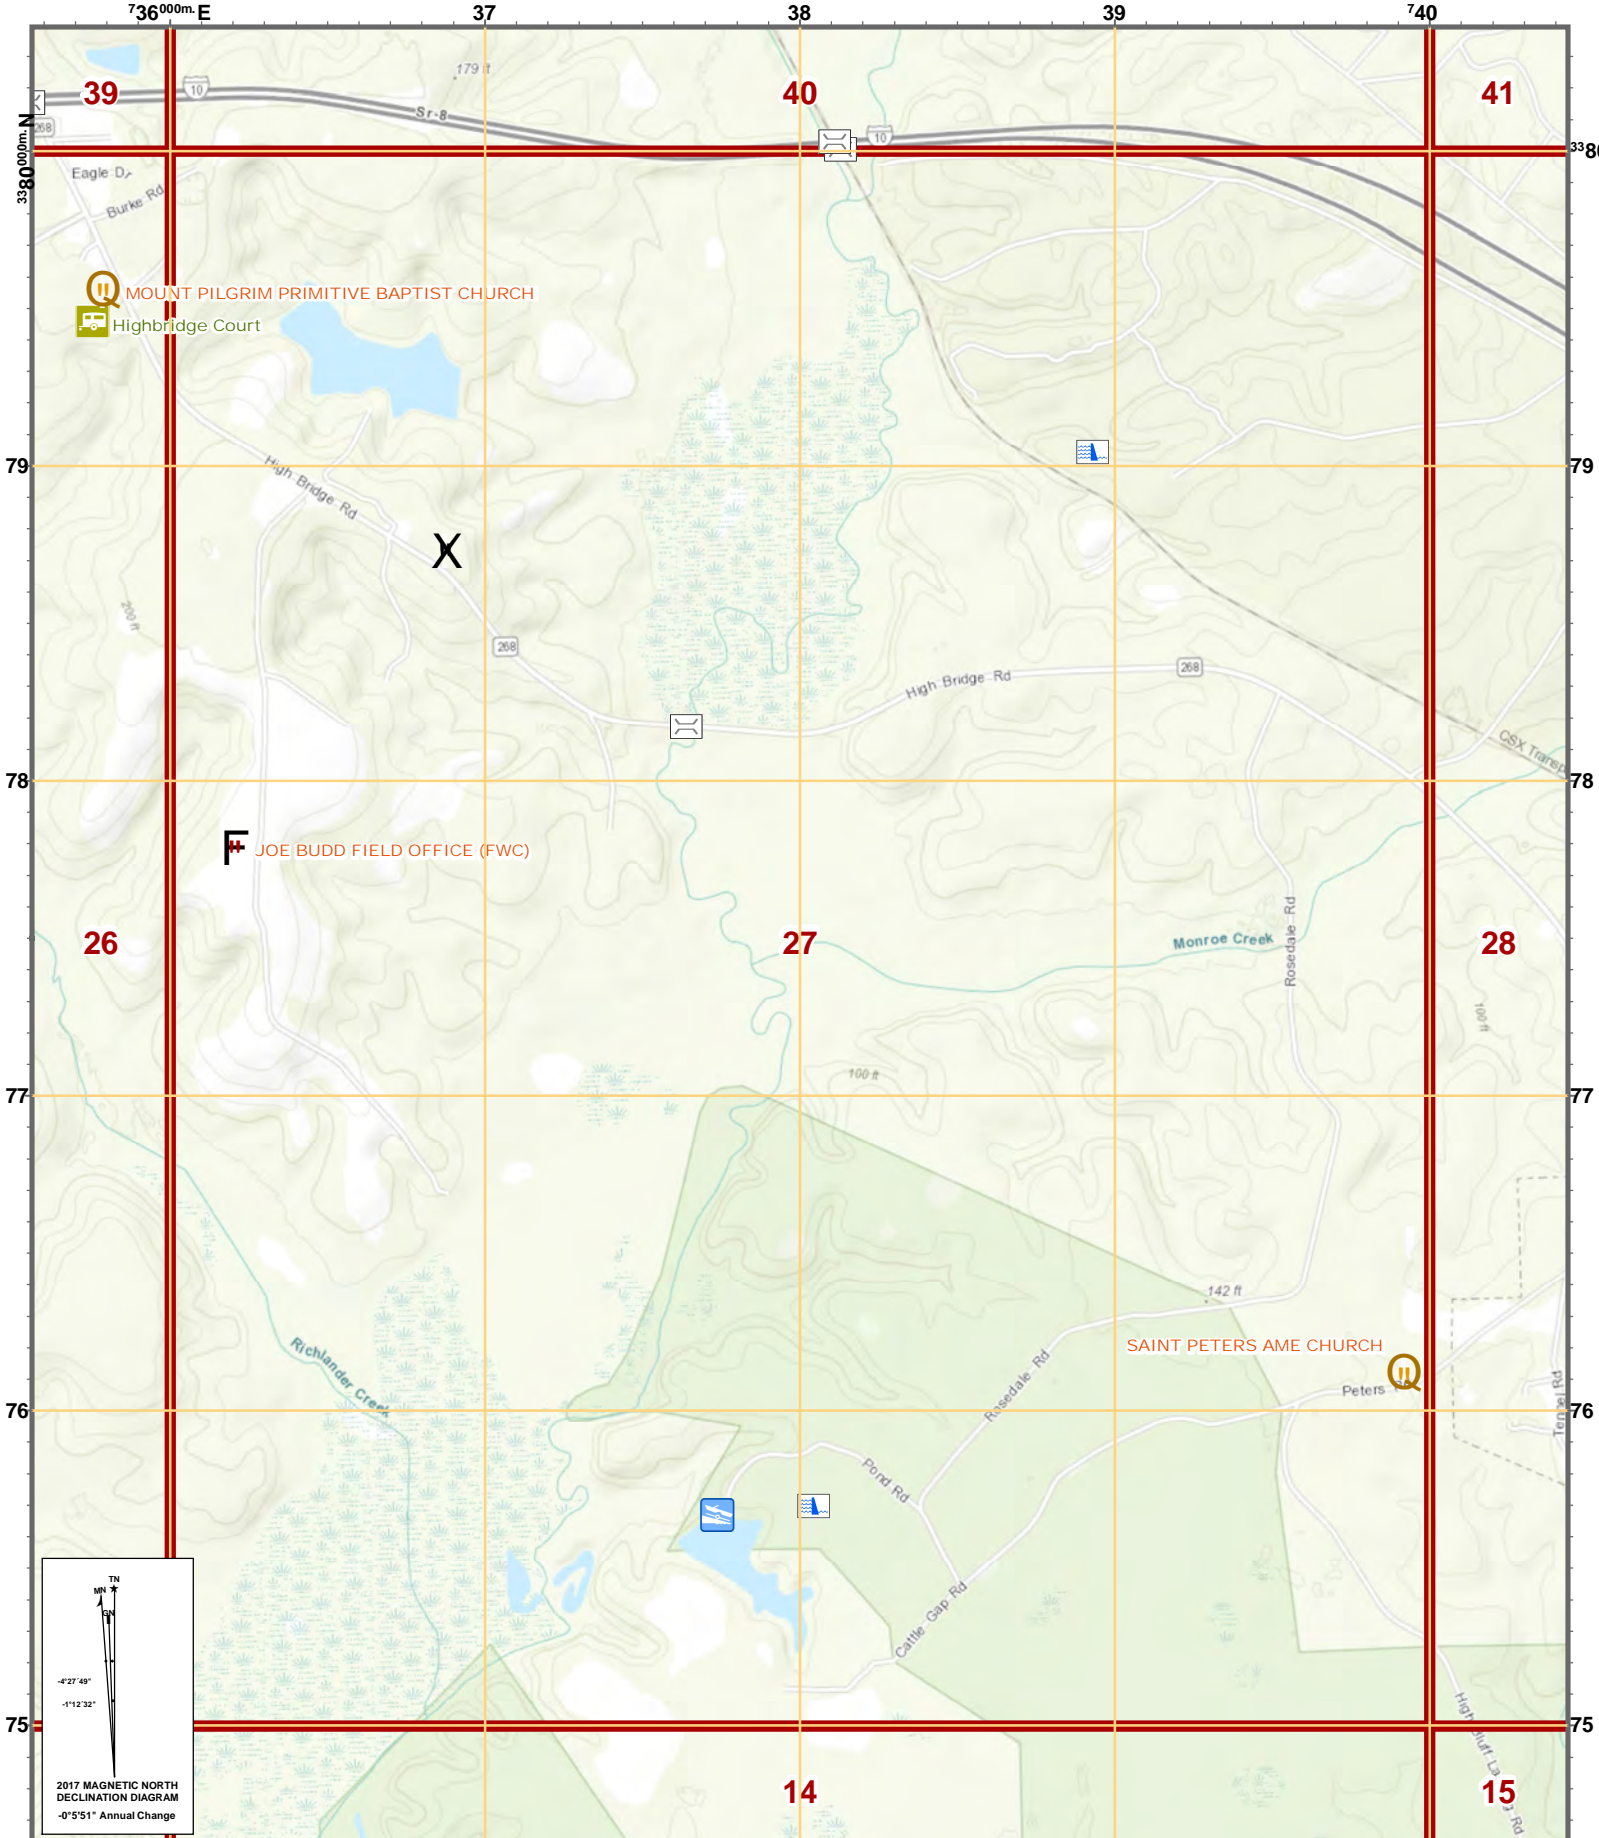 ⁷36⁰⁰⁰ᵐ·E 37 38 39 ⁷40
39 40 41
179 ft
10
Sr-8
10
268
³³80⁰⁰⁰ᵐ·N
³³80
Eagle Dr
Burke Rd
MOUNT PILGRIM PRIMITIVE BAPTIST CHURCH
Highbridge Court
79 79
High Bridge Rd
X
200 ft
268
High Bridge Rd
268
CSX Transp
78 78
F JOE BUDD FIELD OFFICE (FWC)
Rosedale Rd
26 27 28
Monroe Creek
100 ft
100 ft
77 77
142 ft
SAINT PETERS AME CHURCH
Richlander Creek
Rosedale Rd
Peters
Tempel Rd
76 76
Pond Rd
Cattle Gap Rd
TN
MN
GN
-4°27'49"
-1°12'32"
2017 MAGNETIC NORTH
DECLINATION DIAGRAM
-0°5'51" Annual Change
75 75
14 15